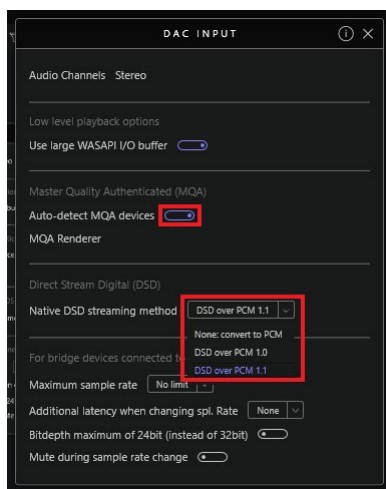 DAC INPUT
Audio Channels Stereo
Low level playback options
Use large WASAPI I/O buffer
Master Quality Authenticated (MQA)
Auto-detect MQA devices
MQA Renderer
Direct Stream Digital (DSD)
Native DSD streaming method DSD over PCM 1.1
None: convert to PCM
DSD over PCM 1.0
DSD over PCM 1.1
For bridge devices connected to
Maximum sample rate No limit
Additional latency when changing spl. Rate None
Bitdepth maximum of 24bit (instead of 32bit)
Mute during sample rate change